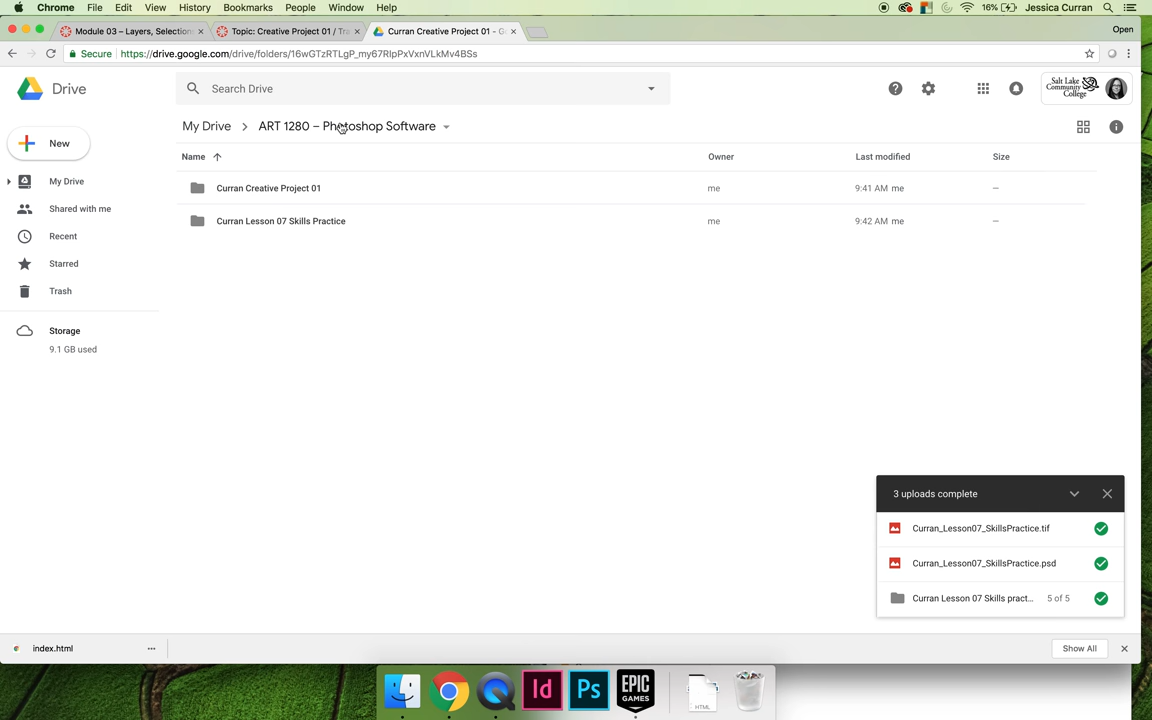 Chrome File Edit View History Bookmarks People Window Help 16% Jessica Curran
Module 03 – Layers, Selection Topic: Creative Project 01 / Tra Curran Creative Project 01 - Go Open
Secure https://drive.google.com/drive/folders/16wGTzRTLgP_my67RlpPxVxnVLkMv4BSs
Drive Search Drive Salt Lake
Community
College
New My Drive > ART 1280 – Photoshop Software
Name Owner Last modified Size
My Drive Curran Creative Project 01 me 9:41 AM me –
Shared with me Curran Lesson 07 Skills Practice me 9:42 AM me –
Recent
Starred
Trash
Storage
9.1 GB used
3 uploads complete
Curran_Lesson07_SkillsPractice.tif
Curran_Lesson07_SkillsPractice.psd
Curran Lesson 07 Skills pract... 5 of 5
index.html Show All
Id Ps EPIC
GAMES HTML